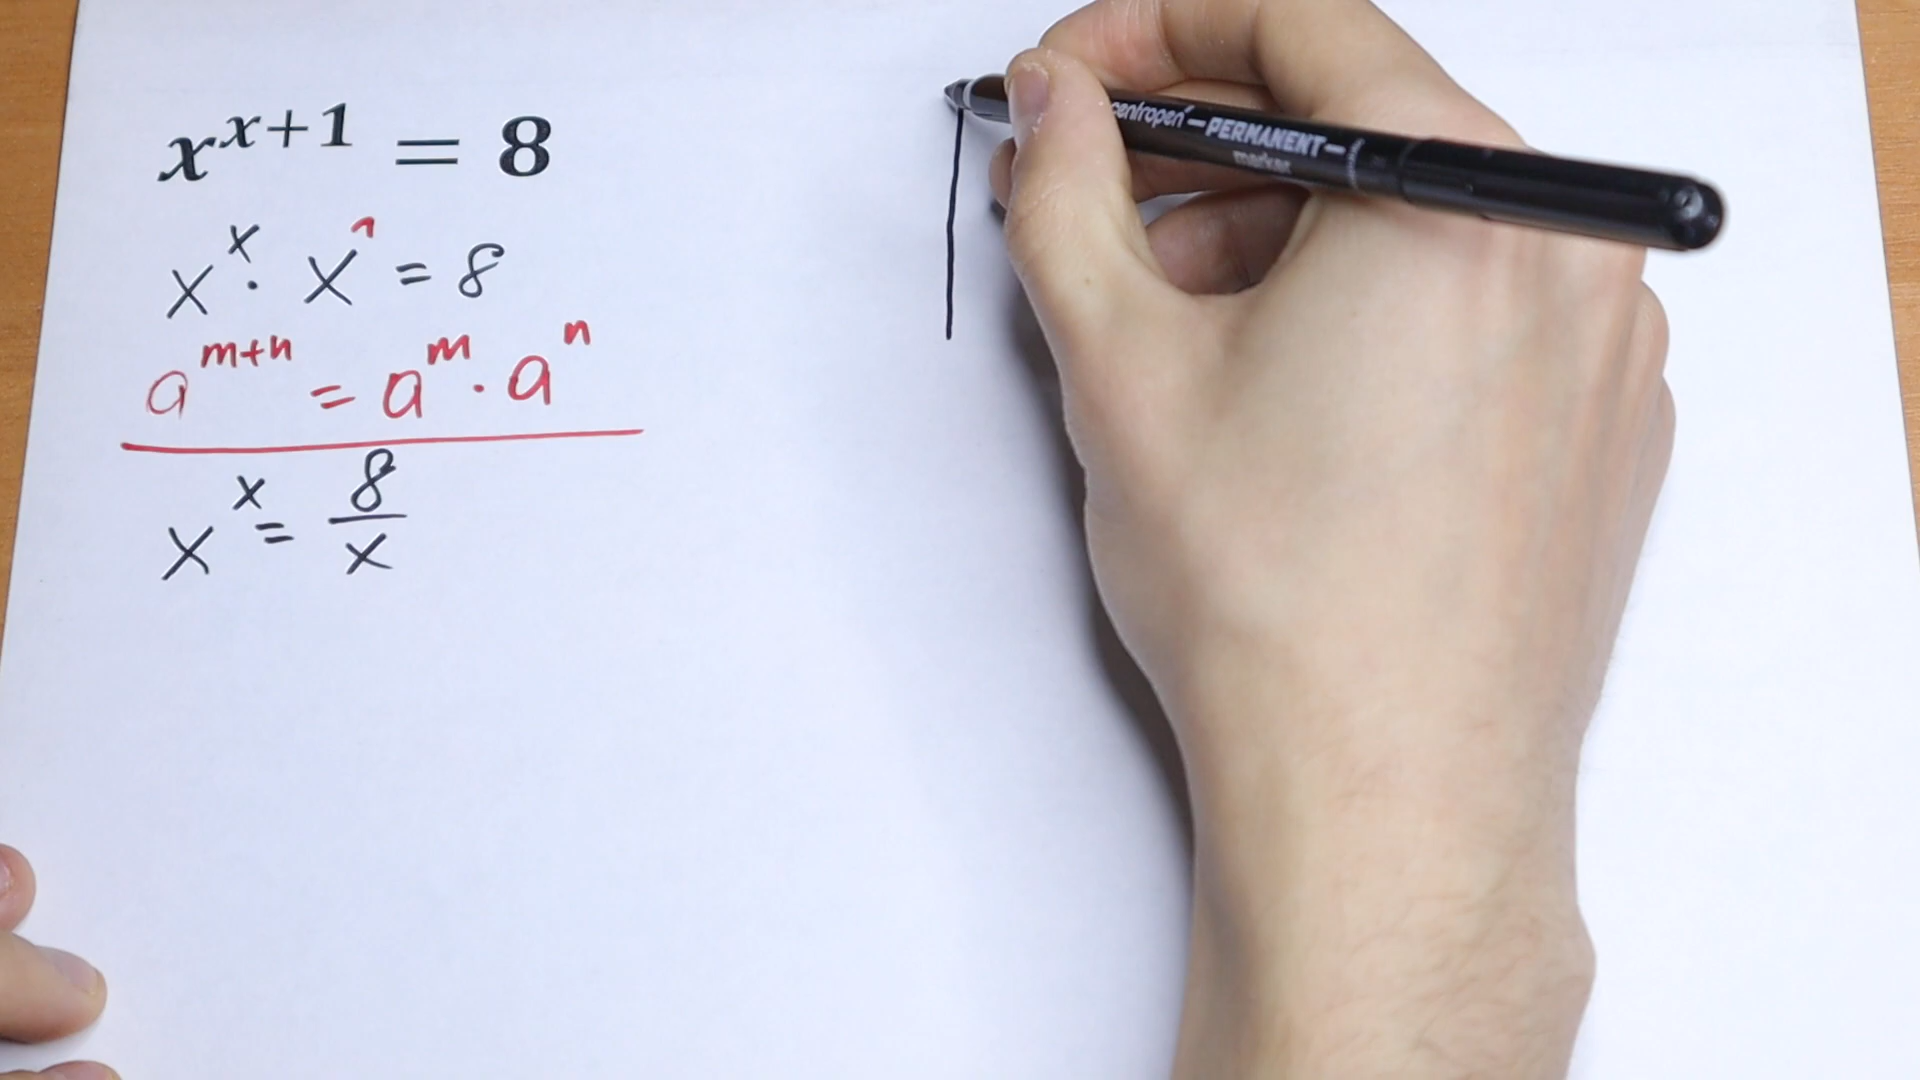 x^{x+1} = 8
x^x · x^1 = 8
a^{m+n} = a^m · a^n
x^x = 8/x
centropen — PERMANENT —
marker